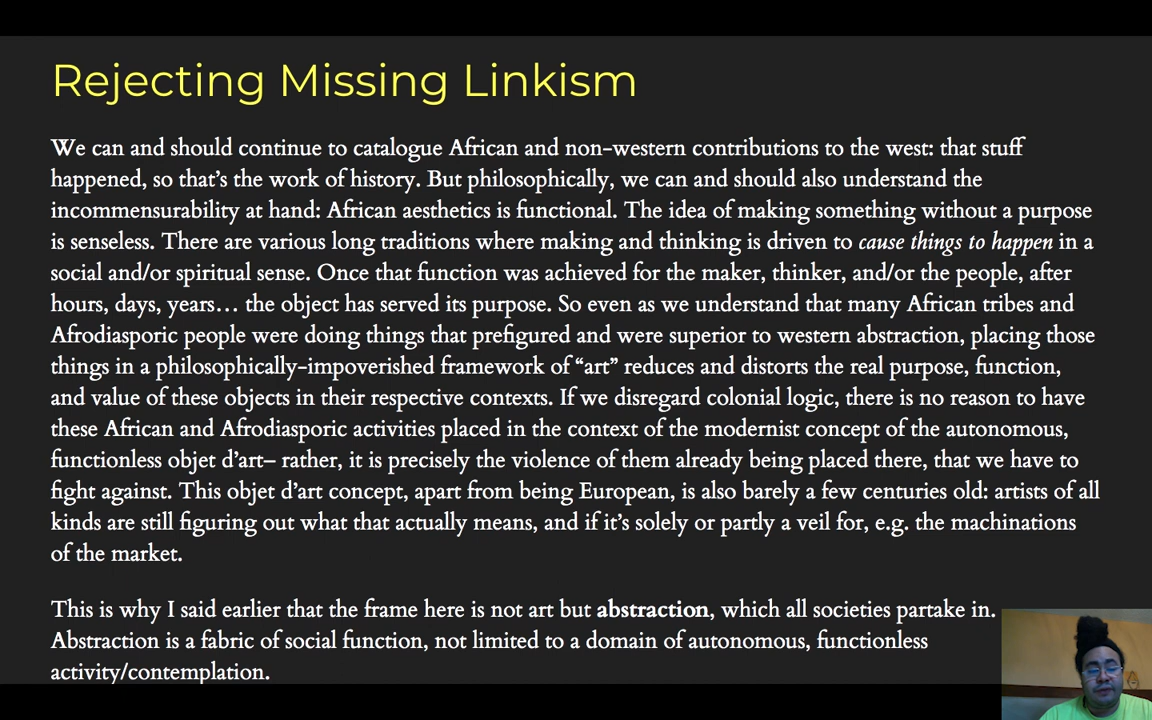 Rejecting Missing Linkism
We can and should continue to catalogue African and non-western contributions to the west: that stuff
happened, so that's the work of history. But philosophically, we can and should also understand the
incommensurability at hand: African aesthetics is functional. The idea of making something without a purpose
is senseless. There are various long traditions where making and thinking is driven to cause things to happen in a
social and/or spiritual sense. Once that function was achieved for the maker, thinker, and/or the people, after
hours, days, years… the object has served its purpose. So even as we understand that many African tribes and
Afrodiasporic people were doing things that prefigured and were superior to western abstraction, placing those
things in a philosophically-impoverished framework of “art” reduces and distorts the real purpose, function,
and value of these objects in their respective contexts. If we disregard colonial logic, there is no reason to have
these African and Afrodiasporic activities placed in the context of the modernist concept of the autonomous,
functionless objet d'art– rather, it is precisely the violence of them already being placed there, that we have to
fight against. This objet d'art concept, apart from being European, is also barely a few centuries old: artists of all
kinds are still figuring out what that actually means, and if it's solely or partly a veil for, e.g. the machinations
of the market.
This is why I said earlier that the frame here is not art but abstraction, which all societies partake in.
Abstraction is a fabric of social function, not limited to a domain of autonomous, functionless
activity/contemplation.